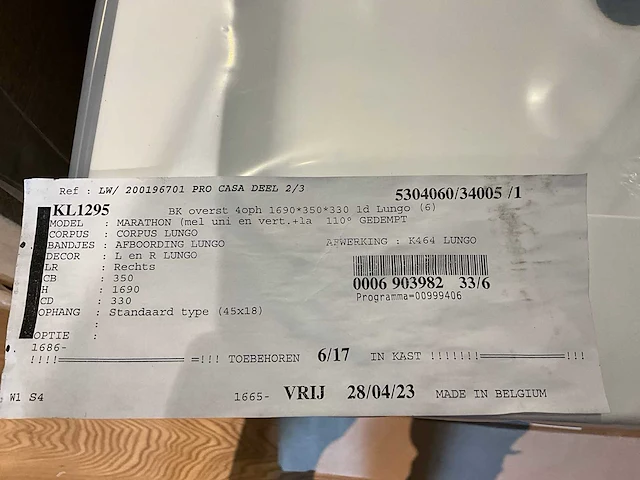 Ref : LW/ 200196701 PRO CASA DEEL 2/3
5304060/34005 /1
KL1295 BK overst 4oph 1690*350*330 1d Lungo (6)
MODEL : MARATHON (mel uni en vert.+la 110° GEDEMPT
CORPUS : CORPUS LUNGO
BANDJES : AFBOORDING LUNGO AFWERKING : K464 LUNGO
DECOR : L en R LUNGO
LR : Rechts
CB : 350
H : 1690
CD : 330
0006 903982 33/6
Programma=00999406
OPHANG : Standaard type (45x18)
:
OPTIE :
1686-
!!!!================ =!!! TOEBEHOREN 6/17 IN KAST !!!!!!!===========!!!
W1 S4 1665- VRIJ 28/04/23 MADE IN BELGIUM